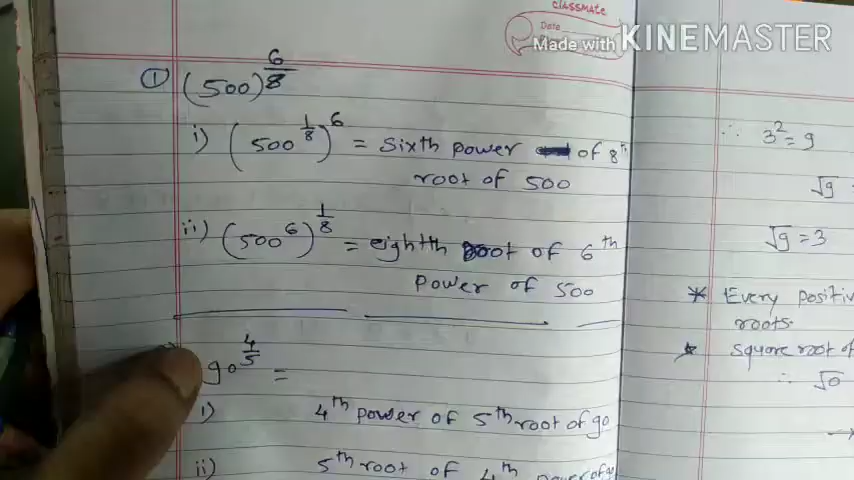 CLASSMATE
Date
Made with KINEMASTER
① (500)^(6/8)
i) (500^(1/8))^6 = Sixth power of 8th
root of 500
ii) (500^6)^(1/8) = eighth root of 6th
power of 500
90^(4/5) =
i) 4th power of 5th root of 90
ii) 5th root of 4th power of 90
∴ 3² = 9
√9
√9 = 3
* Every positiv
roots.
* square root of
∴ √0
→